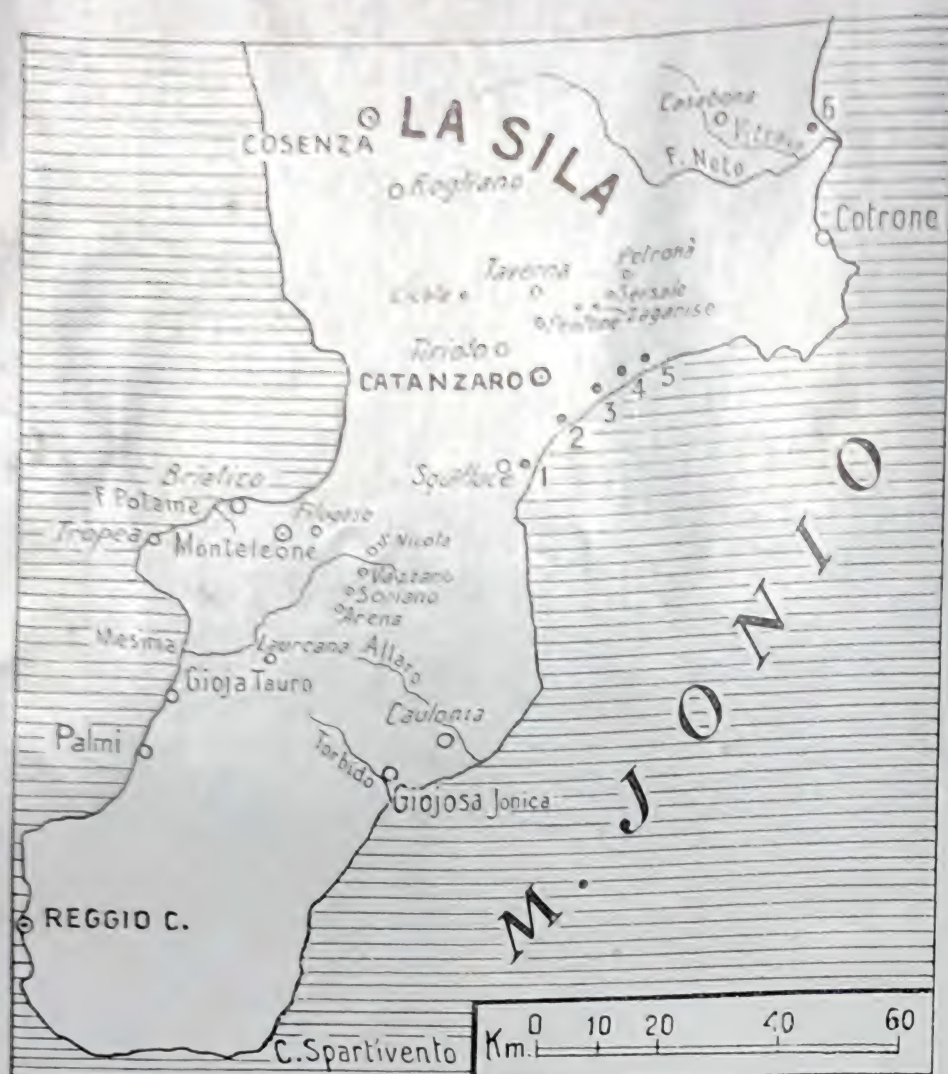 COSENZA
LA SILA
Rogliano
Casabona
Vitravo
F. Neto
6
Cotrone
Petronà
Taverna
Sersale
Zagarise
Tiriolo
CATANZARO
5
4
3
2
1
Squillace
Briatico
F. Potame
Tropea
Monteleone
Filogaso
S. Nicola
Vazzano
Soriano
Arena
Mesima
Laureana
Allaro
Gioja Tauro
Caulonia
Palmi
Torbido
Giojosa Jonica
M. JONIO
REGGIO C.
C. Spartivento
Km. 0 10 20 40 60